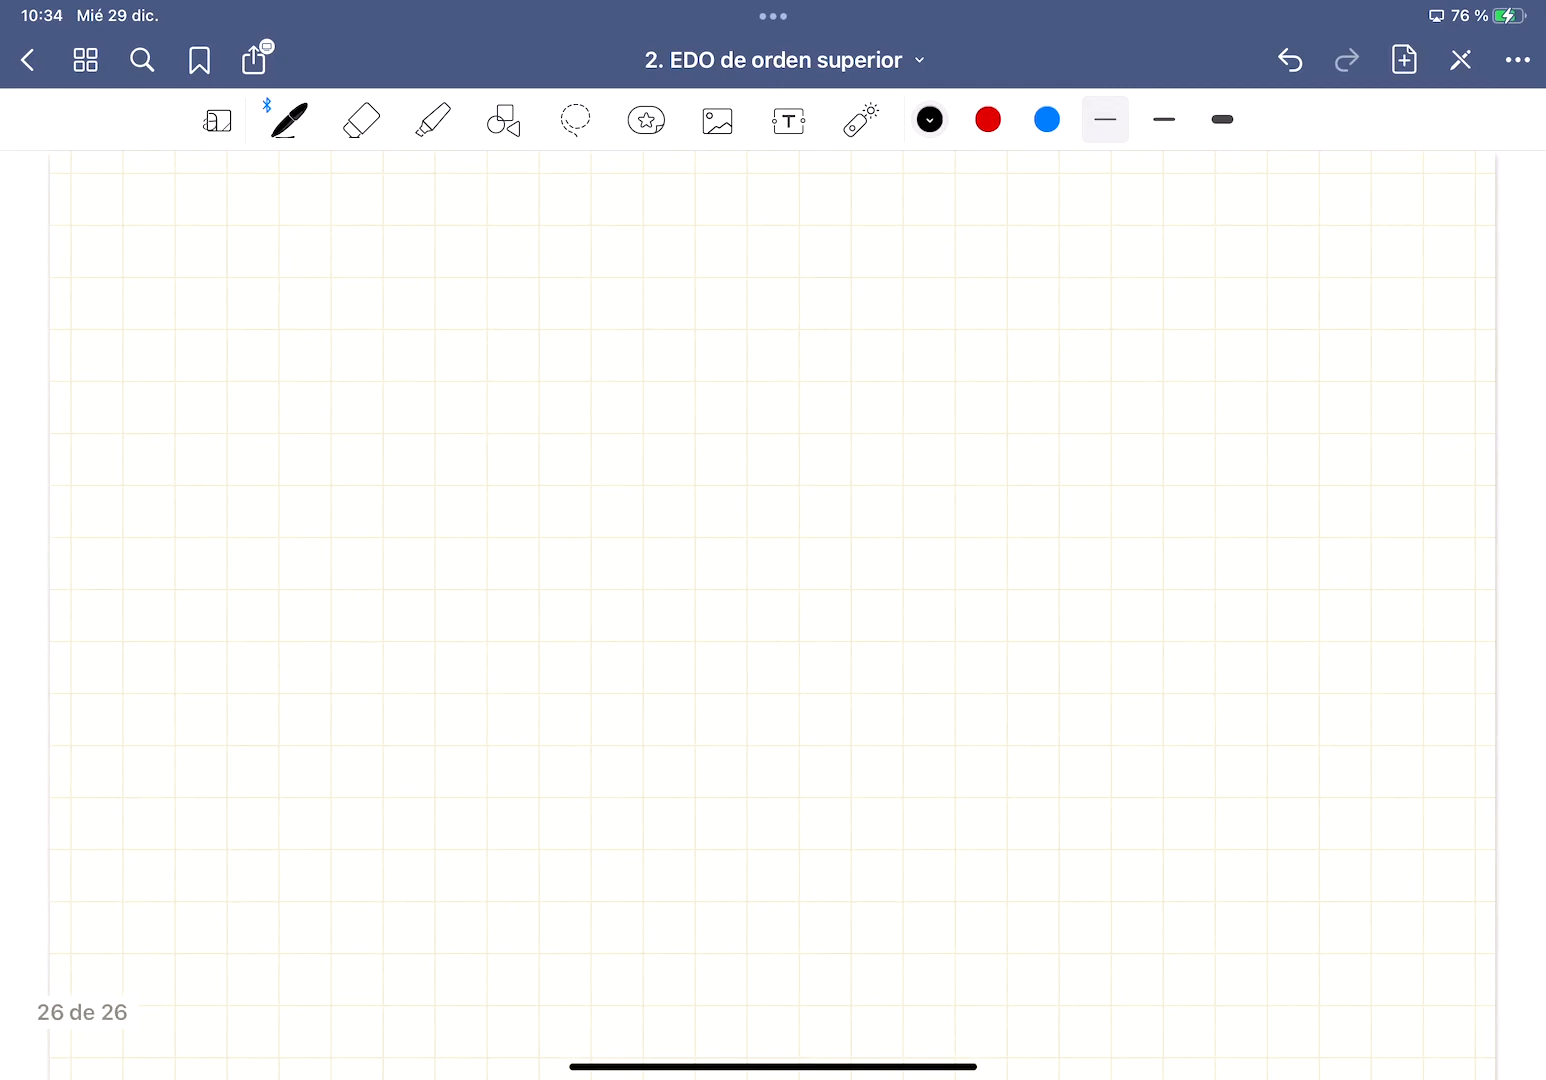 10:34 Mié 29 dic.
76 %
2. EDO de orden superior
T
26 de 26